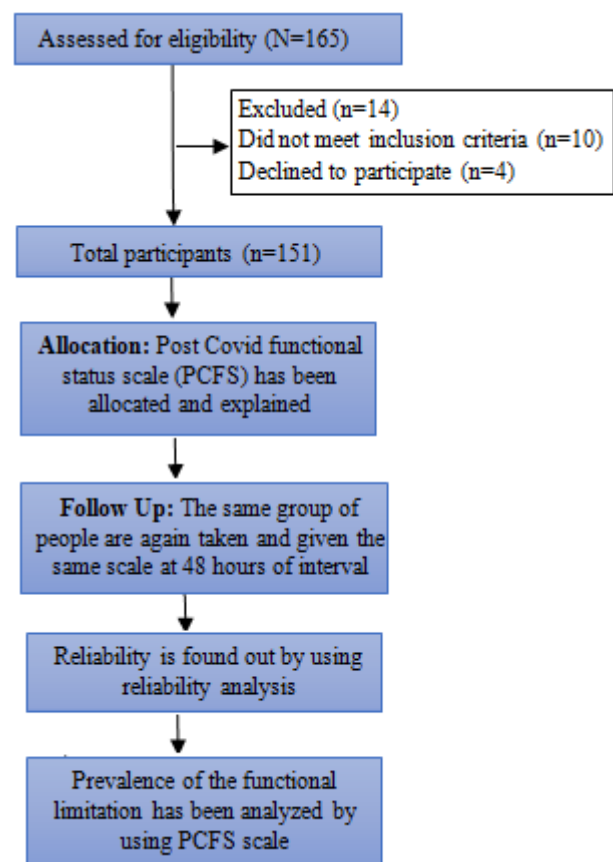 Assessed for eligibility (N=165)
Excluded (n=14)
Did not meet inclusion criteria (n=10)
Declined to participate (n=4)
Total participants (n=151)
Allocation: Post Covid functional
status scale (PCFS) has been
allocated and explained
Follow Up: The same group of
people are again taken and given the
same scale at 48 hours of interval
Reliability is found out by using
reliability analysis
Prevalence of the functional
limitation has been analyzed by
using PCFS scale